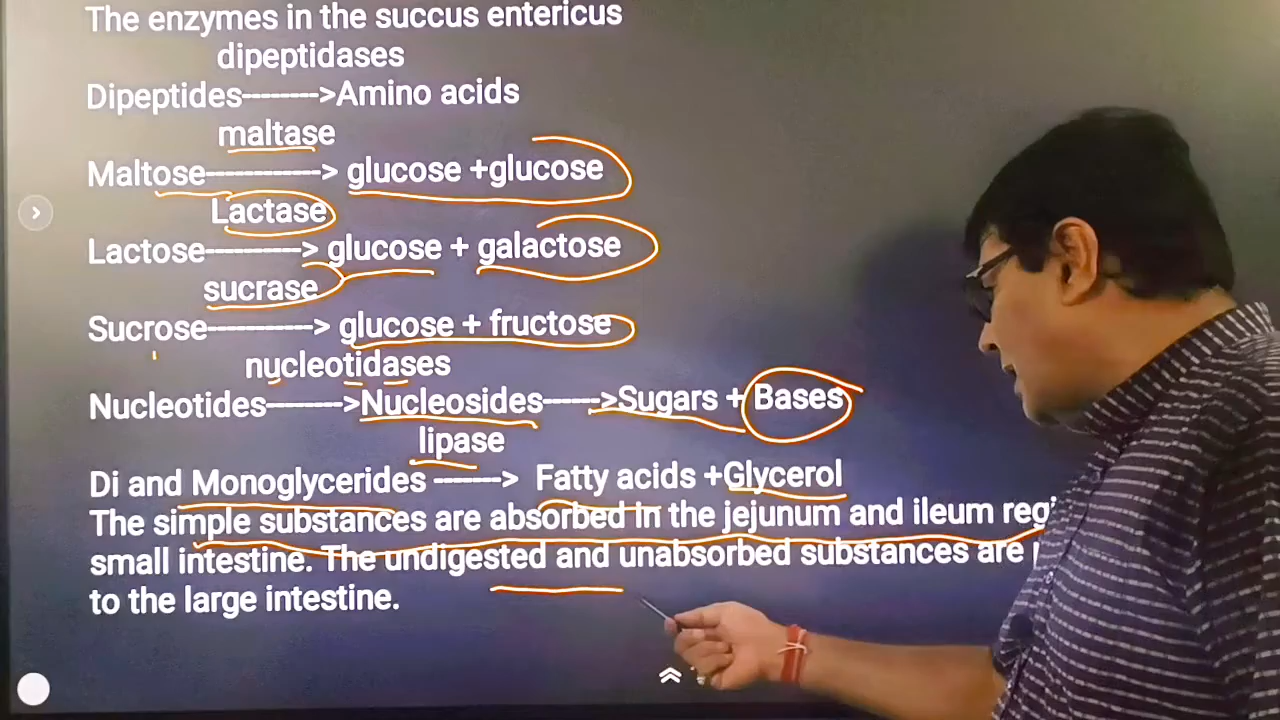 The enzymes in the succus entericus
dipeptidases
Dipeptides-------->Amino acids
maltase
Maltose------------> glucose +glucose
Lactase
Lactose----------> glucose + galactose
sucrase
Sucrose-----------> glucose + fructose
nucleotidases
Nucleotides-------->Nucleosides------>Sugars + Bases
lipase
Di and Monoglycerides -------> Fatty acids +Glycerol
The simple substances are absorbed in the jejunum and ileum
small intestine. The undigested and unabsorbed substances are
to the large intestine.